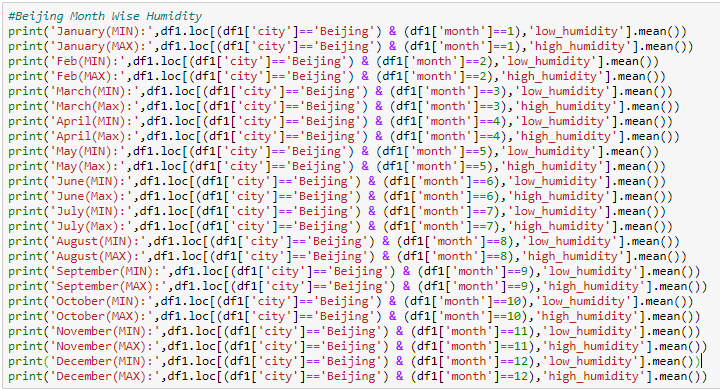 #Beijing Month Wise Humidity
print('January(MIN):',df1.loc[(df1['city']=='Beijing') & (df1['month']==1),'low_humidity'].mean())
print('January(MAX):',df1.loc[(df1['city']=='Beijing') & (df1['month']==1),'high_humidity'].mean())
print('Feb(MIN):',df1.loc[(df1['city']=='Beijing') & (df1['month']==2),'low_humidity'].mean())
print('Feb(MAX):',df1.loc[(df1['city']=='Beijing') & (df1['month']==2),'high_humidity'].mean())
print('March(MIN):',df1.loc[(df1['city']=='Beijing') & (df1['month']==3),'low_humidity'].mean())
print('March(Max):',df1.loc[(df1['city']=='Beijing') & (df1['month']==3),'high_humidity'].mean())
print('April(MIN):',df1.loc[(df1['city']=='Beijing') & (df1['month']==4),'low_humidity'].mean())
print('April(Max):',df1.loc[(df1['city']=='Beijing') & (df1['month']==4),'high_humidity'].mean())
print('May(MIN):',df1.loc[(df1['city']=='Beijing') & (df1['month']==5),'low_humidity'].mean())
print('May(Max):',df1.loc[(df1['city']=='Beijing') & (df1['month']==5),'high_humidity'].mean())
print('June(MIN):',df1.loc[(df1['city']=='Beijing') & (df1['month']==6),'low_humidity'].mean())
print('June(Max):',df1.loc[(df1['city']=='Beijing') & (df1['month']==6),'high_humidity'].mean())
print('July(MIN):',df1.loc[(df1['city']=='Beijing') & (df1['month']==7),'low_humidity'].mean())
print('July(Max):',df1.loc[(df1['city']=='Beijing') & (df1['month']==7),'high_humidity'].mean())
print('August(MIN):',df1.loc[(df1['city']=='Beijing') & (df1['month']==8),'low_humidity'].mean())
print('August(MAX):',df1.loc[(df1['city']=='Beijing') & (df1['month']==8),'high_humidity'].mean())
print('September(MIN):',df1.loc[(df1['city']=='Beijing') & (df1['month']==9),'low_humidity'].mean())
print('September(MAX):',df1.loc[(df1['city']=='Beijing') & (df1['month']==9),'high_humidity'].mean())
print('October(MIN):',df1.loc[(df1['city']=='Beijing') & (df1['month']==10),'low_humidity'].mean())
print('October(MAX):',df1.loc[(df1['city']=='Beijing') & (df1['month']==10),'high_humidity'].mean())
print('November(MIN):',df1.loc[(df1['city']=='Beijing') & (df1['month']==11),'low_humidity'].mean())
print('November(MAX):',df1.loc[(df1['city']=='Beijing') & (df1['month']==11),'high_humidity'].mean())
print('December(MIN):',df1.loc[(df1['city']=='Beijing') & (df1['month']==12),'low_humidity'].mean())
print('December(MAX):',df1.loc[(df1['city']=='Beijing') & (df1['month']==12),'high_humidity'].mean())